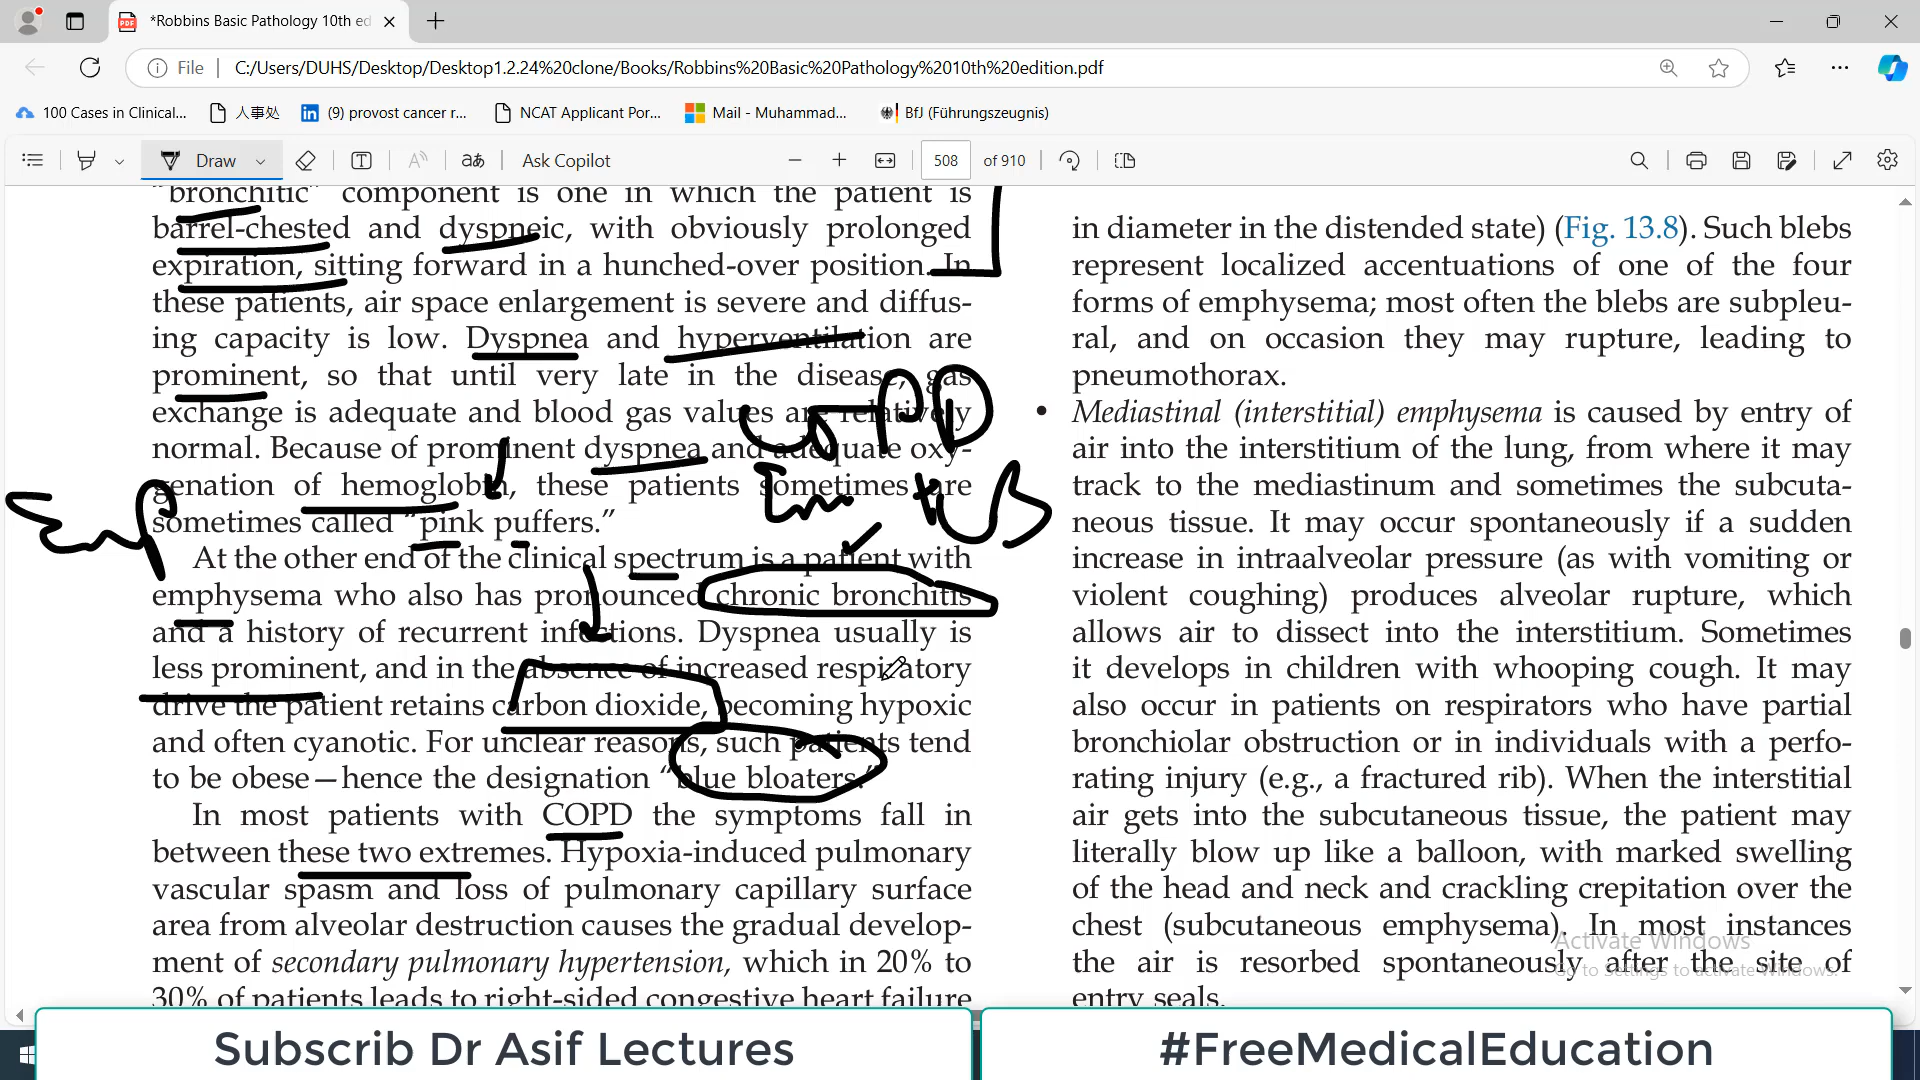 *Robbins Basic Pathology 10th ed
File
C:/Users/DUHS/Desktop/Desktop1.2.24%20clone/Books/Robbins%20Basic%20Pathology%2010th%20edition.pdf
100 Cases in Clinical...
人事处
(9) provost cancer r...
NCAT Applicant Por...
Mail - Muhammad...
BfJ (Führungszeugnis)
Draw
Ask Copilot
508 of 910
"bronchitic" component is one in which the patient is
barrel-chested and dyspneic, with obviously prolonged
expiration, sitting forward in a hunched-over position. In
these patients, air space enlargement is severe and diffus-
ing capacity is low. Dyspnea and hyperventilation are
prominent, so that until very late in the disease, gas
exchange is adequate and blood gas values are relatively
normal. Because of prominent dyspnea and adequate oxy-
genation of hemoglobin, these patients sometimes are
sometimes called "pink puffers."
At the other end of the clinical spectrum is a patient with
emphysema who also has pronounced chronic bronchitis
and a history of recurrent infections. Dyspnea usually is
less prominent, and in the absence of increased respiratory
drive the patient retains carbon dioxide, becoming hypoxic
and often cyanotic. For unclear reasons, such patients tend
to be obese—hence the designation "blue bloaters."
In most patients with COPD the symptoms fall in
between these two extremes. Hypoxia-induced pulmonary
vascular spasm and loss of pulmonary capillary surface
area from alveolar destruction causes the gradual develop-
ment of secondary pulmonary hypertension, which in 20% to
30% of patients leads to right-sided congestive heart failure
COPD
Emp
in diameter in the distended state) (Fig. 13.8). Such blebs
represent localized accentuations of one of the four
forms of emphysema; most often the blebs are subpleu-
ral, and on occasion they may rupture, leading to
pneumothorax.
• Mediastinal (interstitial) emphysema is caused by entry of
air into the interstitium of the lung, from where it may
track to the mediastinum and sometimes the subcuta-
neous tissue. It may occur spontaneously if a sudden
increase in intraalveolar pressure (as with vomiting or
violent coughing) produces alveolar rupture, which
allows air to dissect into the interstitium. Sometimes
it develops in children with whooping cough. It may
also occur in patients on respirators who have partial
bronchiolar obstruction or in individuals with a perfo-
rating injury (e.g., a fractured rib). When the interstitial
air gets into the subcutaneous tissue, the patient may
literally blow up like a balloon, with marked swelling
of the head and neck and crackling crepitation over the
chest (subcutaneous emphysema). In most instances
the air is resorbed spontaneously after the site of
entry seals.
Activate Windows
Go to Settings to activate Windows.
Subscrib Dr Asif Lectures
#FreeMedicalEducation